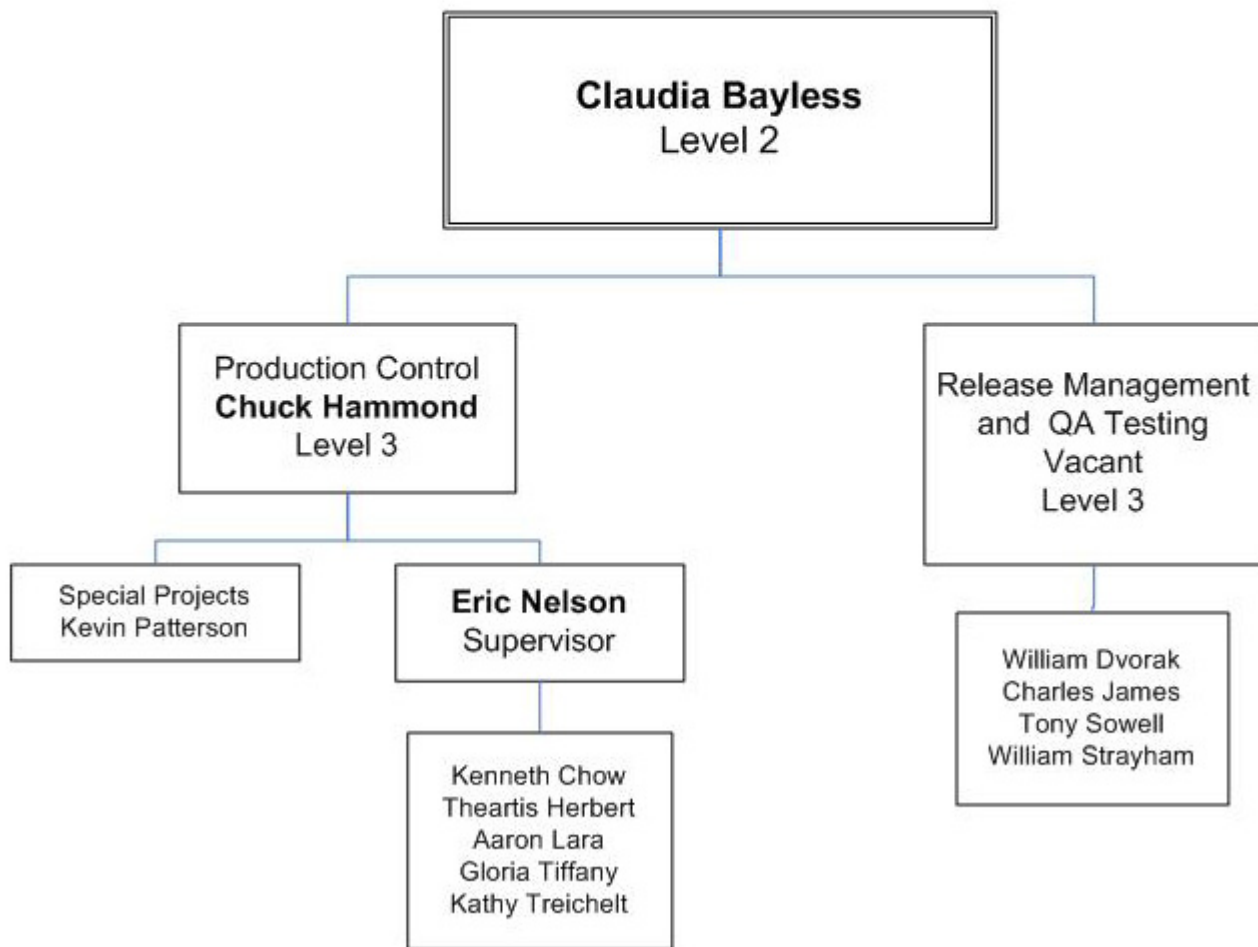 Claudia Bayless
Level 2
Production Control
Chuck Hammond
Level 3
Release Management
and QA Testing
Vacant
Level 3
Special Projects
Kevin Patterson
Eric Nelson
Supervisor
William Dvorak
Charles James
Tony Sowell
William Strayham
Kenneth Chow
Theartis Herbert
Aaron Lara
Gloria Tiffany
Kathy Treichelt